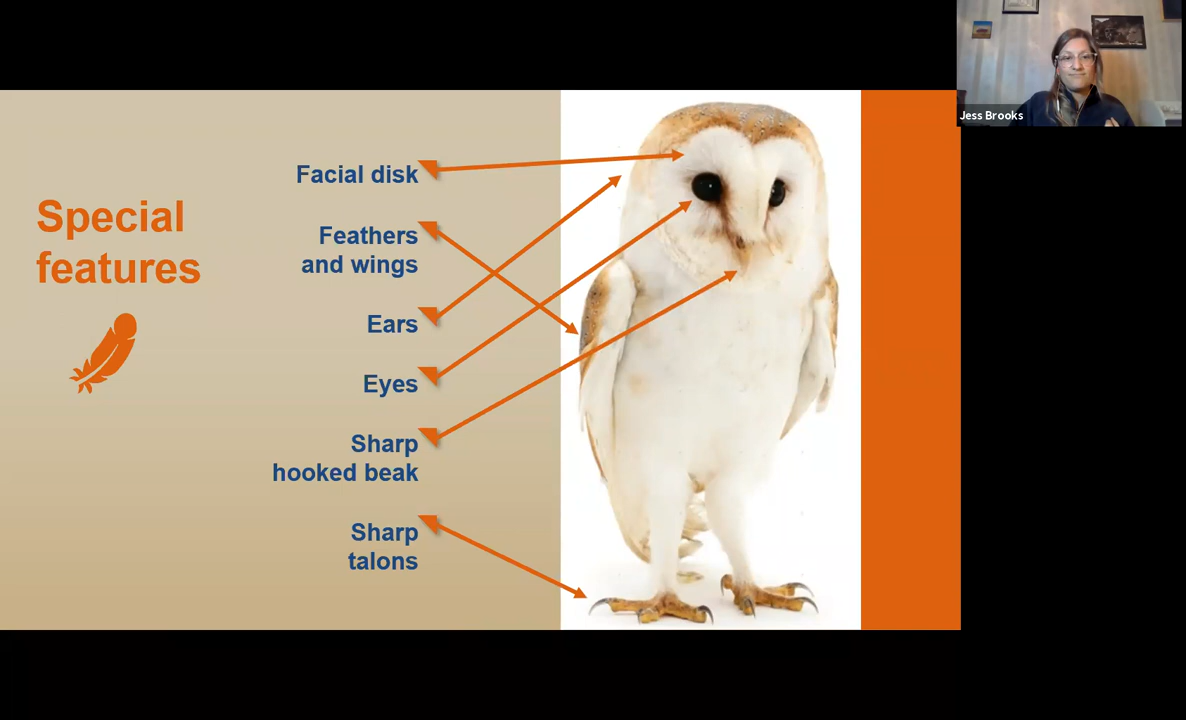 Special
features
Facial disk
Feathers
and wings
Ears
Eyes
Sharp
hooked beak
Sharp
talons
Jess Brooks